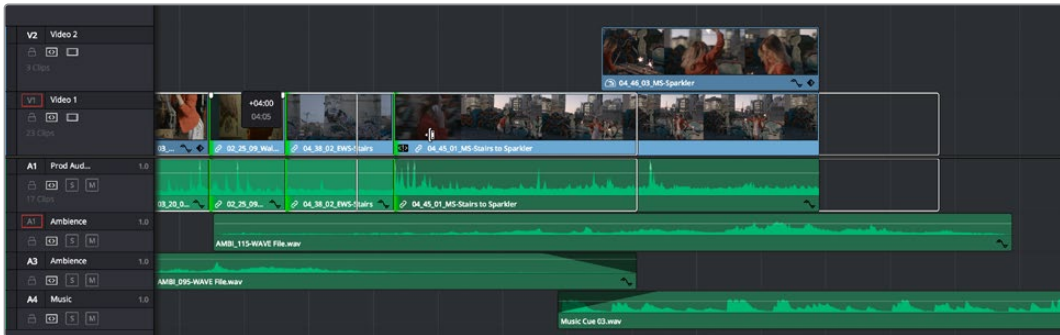 V2 Video 2
9 Clips
04_46_03_MS-Sparkler
V1 Video 1
23 Clips
+04:00
04:05
03_...
02_25_09_Wal...
04_38_02_EWS-Stairs
04_45_01_MS-Stairs to Sparkler
A1 Prod Aud... 1.0
S M
17 Clips
03_20_0...
02_25_09...
04_38_02_EWS-Stairs
04_45_01_MS-Stairs to Sparkler
A1 Ambience 1.0
S M
AMBI_115-WAVE File.wav
A3 Ambience 1.0
S M
AMBI_095-WAVE File.wav
A4 Music 1.0
S M
Music Cue 03.wav